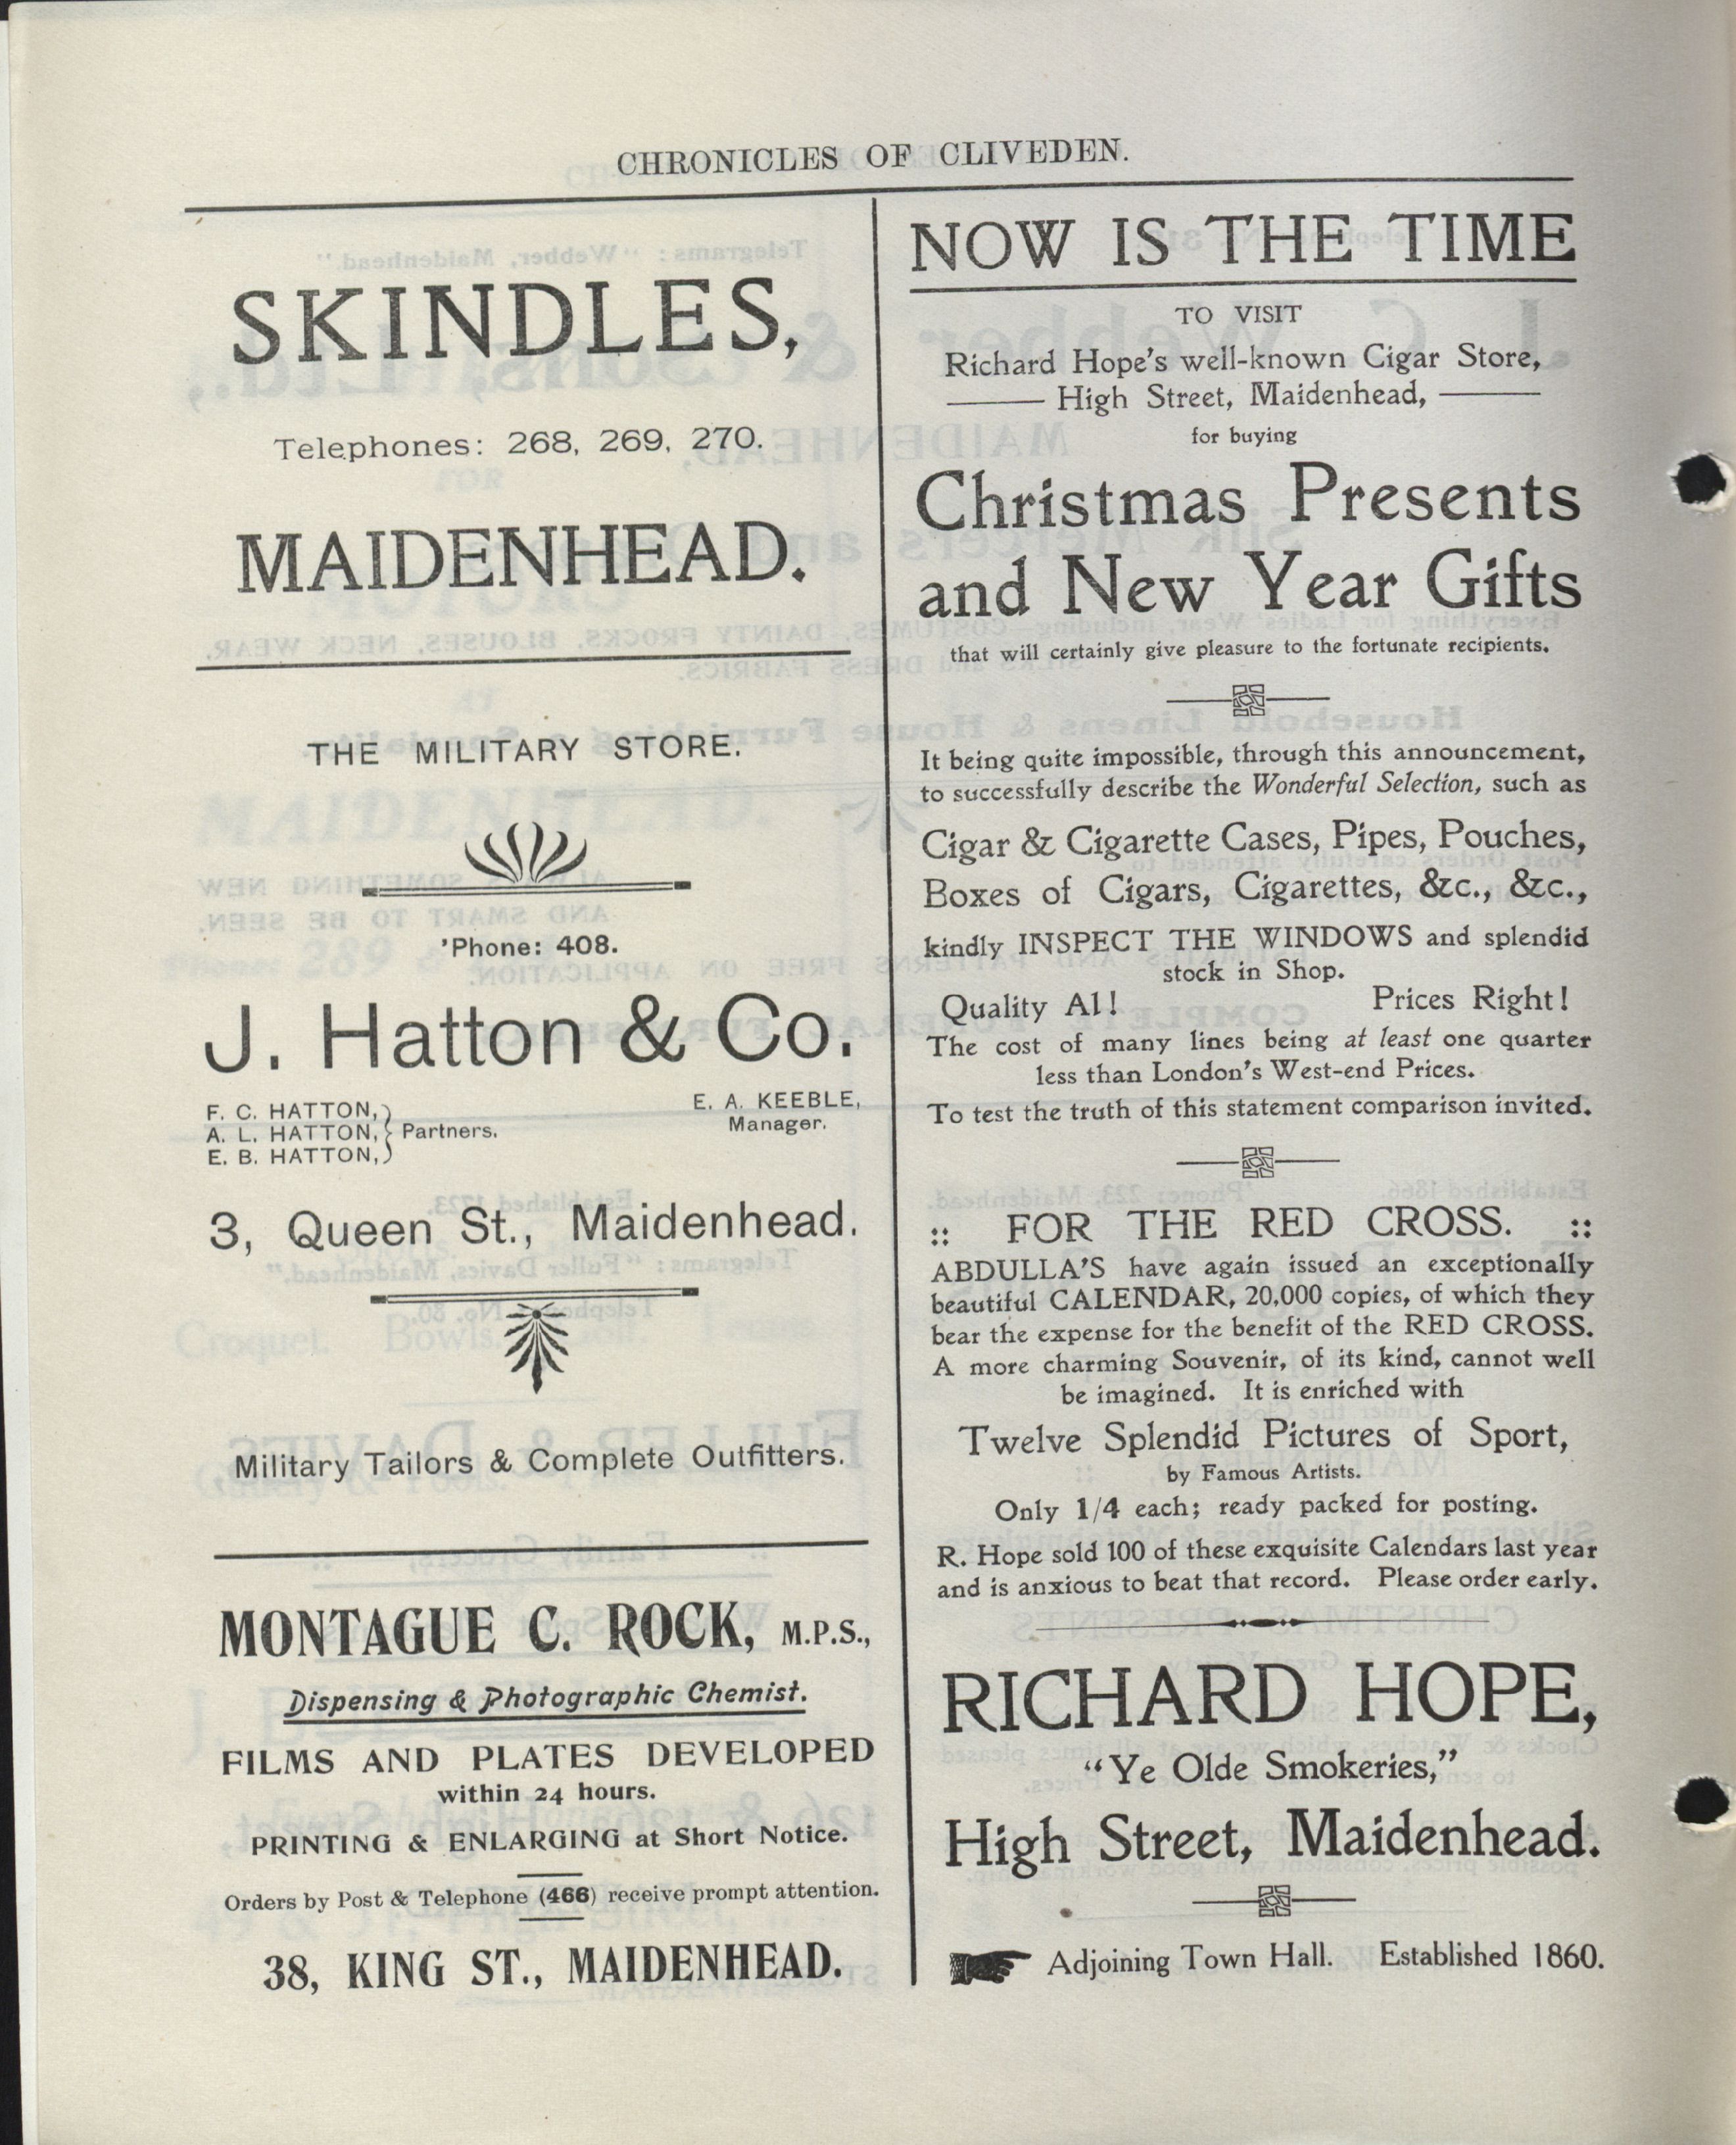 CHRONICLES OF CLIVEDEN.
SKINDLES,
Telephones: 268, 269, 270.
MAIDENHEAD.
THE MILITARY STORE.
'Phone: 408.
J. Hatton & Co.
F. C. HATTON,
A. L. HATTON, } Partners.
E. B. HATTON,
E. A. KEEBLE,
Manager.
3, Queen St., Maidenhead.
Military Tailors & Complete Outfitters.
MONTAGUE C. ROCK, M.P.S.,
Dispensing & Photographic Chemist.
FILMS AND PLATES DEVELOPED
within 24 hours.
PRINTING & ENLARGING at Short Notice.
Orders by Post & Telephone (466) receive prompt attention.
38, KING ST., MAIDENHEAD.
NOW IS THE TIME
TO VISIT
Richard Hope's well-known Cigar Store,
High Street, Maidenhead,
for buying
Christmas Presents
and New Year Gifts
that will certainly give pleasure to the fortunate recipients.
It being quite impossible, through this announcement,
to successfully describe the Wonderful Selection, such as
Cigar & Cigarette Cases, Pipes, Pouches,
Boxes of Cigars, Cigarettes, &c., &c.,
kindly INSPECT THE WINDOWS and splendid
stock in Shop.
Quality A1! Prices Right!
The cost of many lines being at least one quarter
less than London's West-end Prices.
To test the truth of this statement comparison invited.
:: FOR THE RED CROSS. ::
ABDULLA'S have again issued an exceptionally
beautiful CALENDAR, 20,000 copies, of which they
bear the expense for the benefit of the RED CROSS.
A more charming Souvenir, of its kind, cannot well
be imagined. It is enriched with
Twelve Splendid Pictures of Sport,
by Famous Artists.
Only 1/4 each; ready packed for posting.
R. Hope sold 100 of these exquisite Calendars last year
and is anxious to beat that record. Please order early.
RICHARD HOPE,
"Ye Olde Smokeries,"
High Street, Maidenhead.
Adjoining Town Hall. Established 1860.